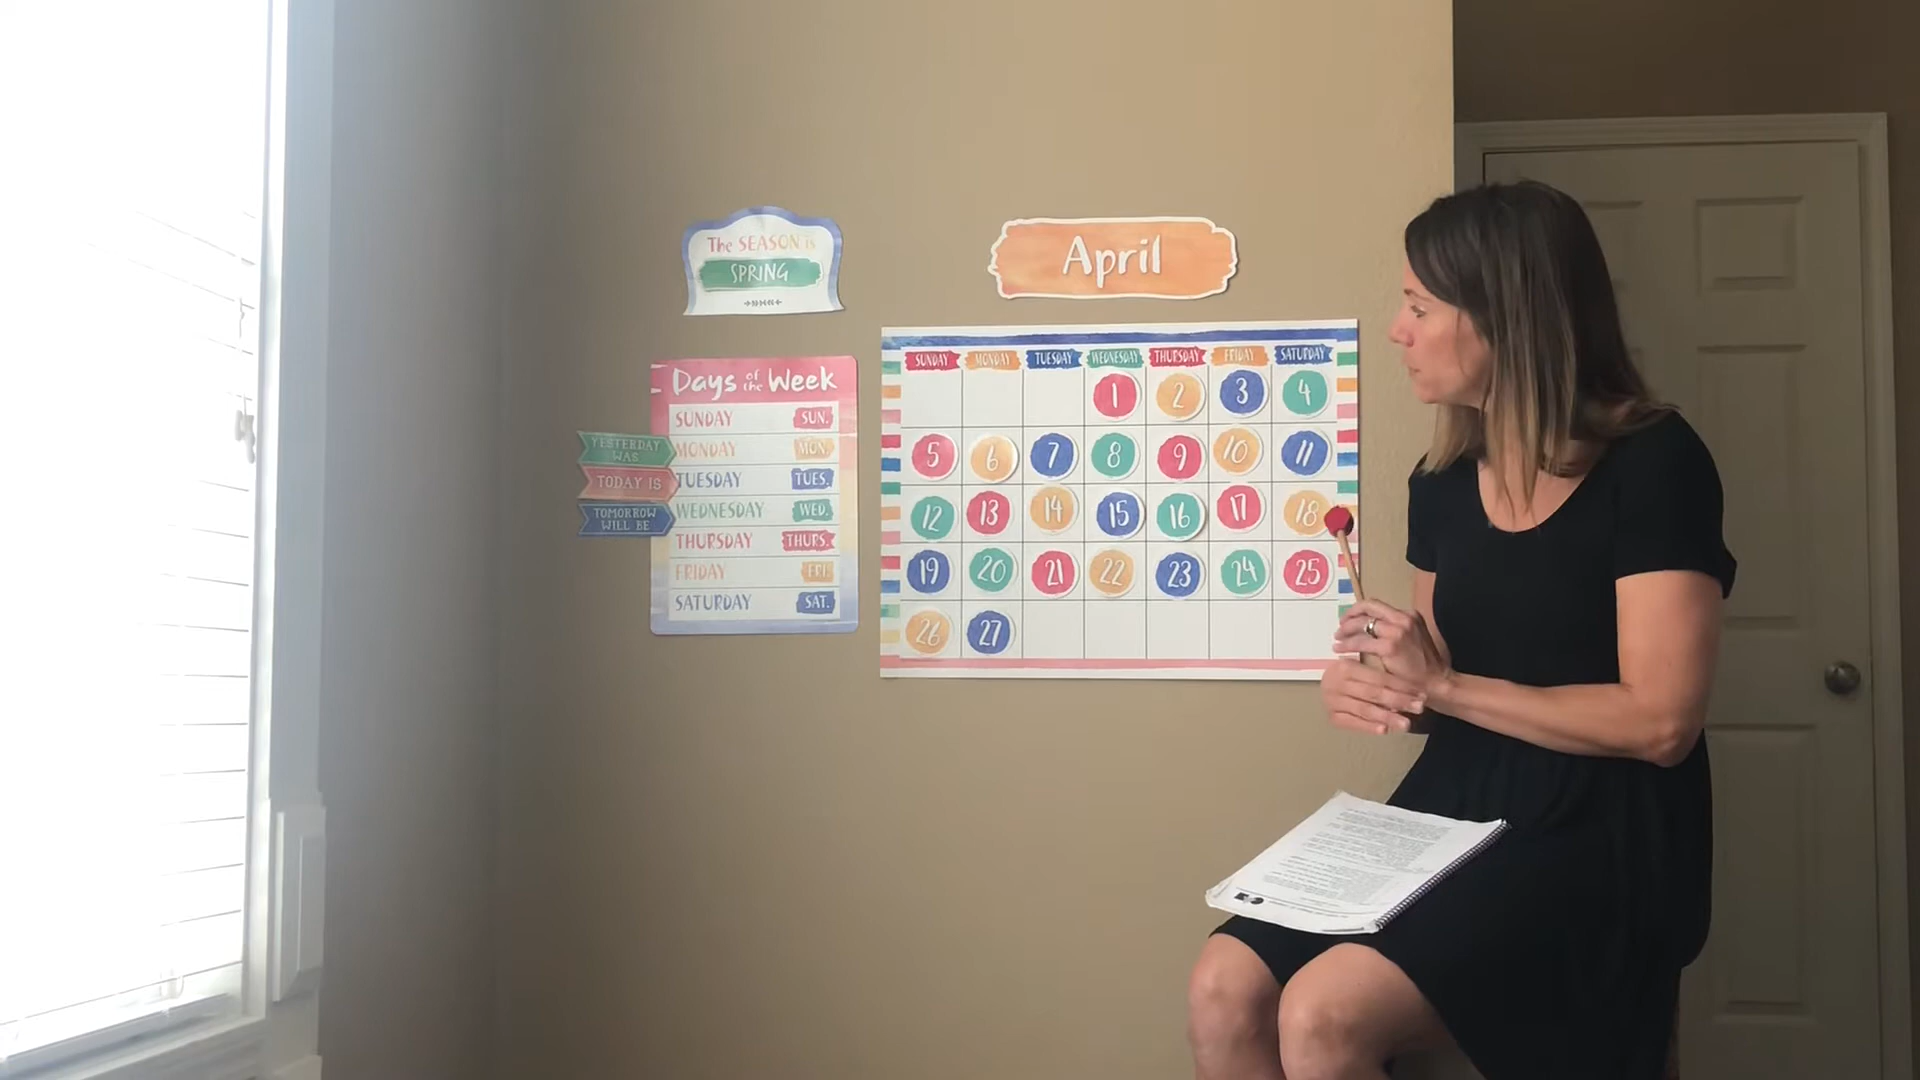 The SEASON is
SPRING
April
Days of the Week
SUNDAY SUN.
YESTERDAY WAS
MONDAY MON.
TODAY IS
TUESDAY TUES.
TOMORROW WILL BE
WEDNESDAY WED.
THURSDAY THURS.
FRIDAY FRI.
SATURDAY SAT.
SUNDAY MONDAY TUESDAY WEDNESDAY THURSDAY FRIDAY SATURDAY
1 2 3 4
5 6 7 8 9 10 11
12 13 14 15 16 17 18
19 20 21 22 23 24 25
26 27